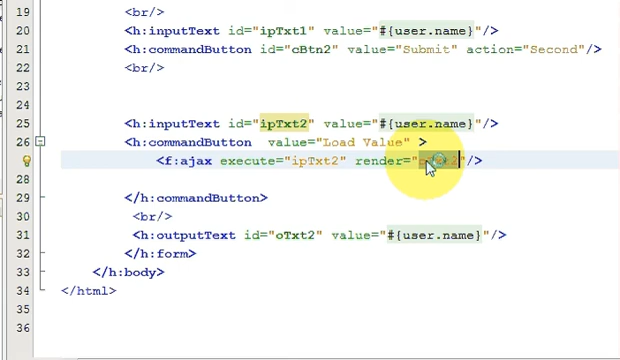 19 <br/>
20 <h:inputText id="ipTxt1" value="#{user.name}"/>
21 <h:commandButton id="cBtn2" value="Submit" action="Second"/>
22 <br/>
23
24
25 <h:inputText id="ipTxt2" value="#{user.name}"/>
26 <h:commandButton value="Load Value" >
27 <f:ajax execute="ipTxt2" render="
28
29 </h:commandButton>
30 <br/>
31 <h:outputText id="oTxt2" value="#{user.name}"/>
32 </h:form>
33 </h:body>
34 </html>
35
36